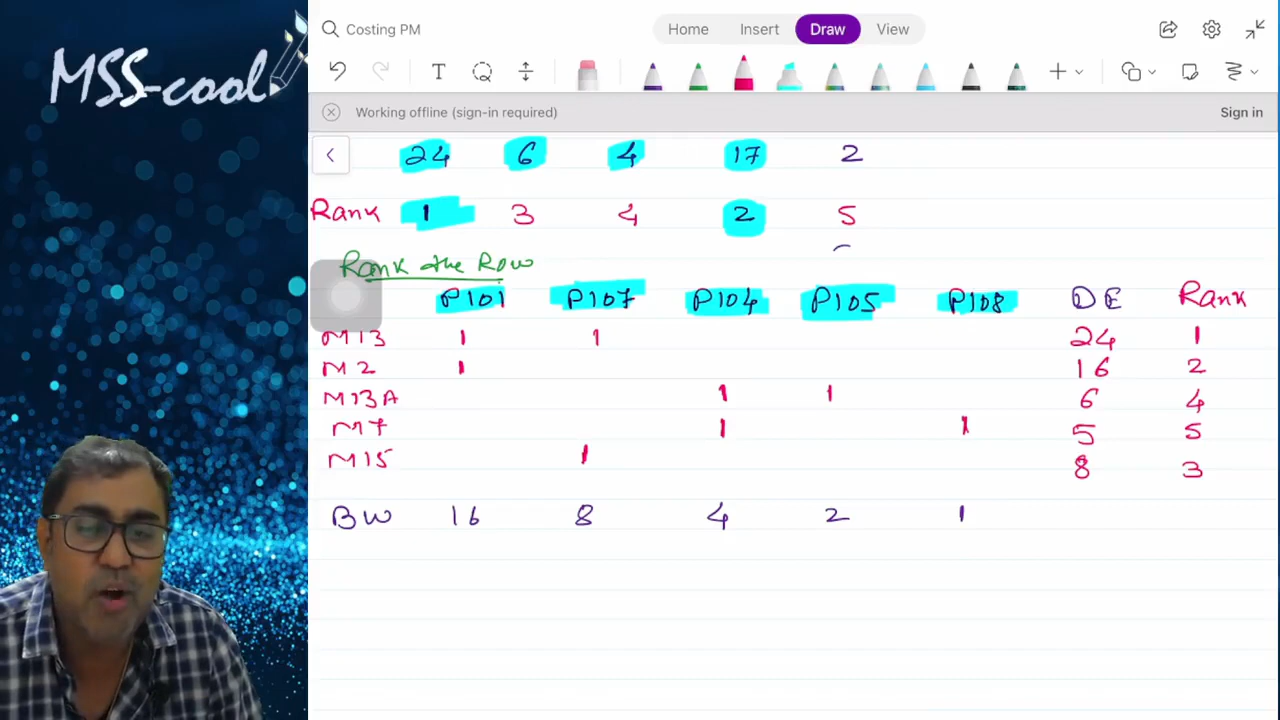 MSS-cool
Costing PM
Home Insert Draw View
Working offline (sign-in required)
Sign in
24 6 4 17 2
Rank 1 3 4 2 5
Rank the Row
P101 P107 P104 P105 P108 DE Rank
M13 1 1 24 1
M2 1 16 2
M13A 1 1 6 4
M7 1 1 5 5
M15 1 8 3
BW 16 8 4 2 1